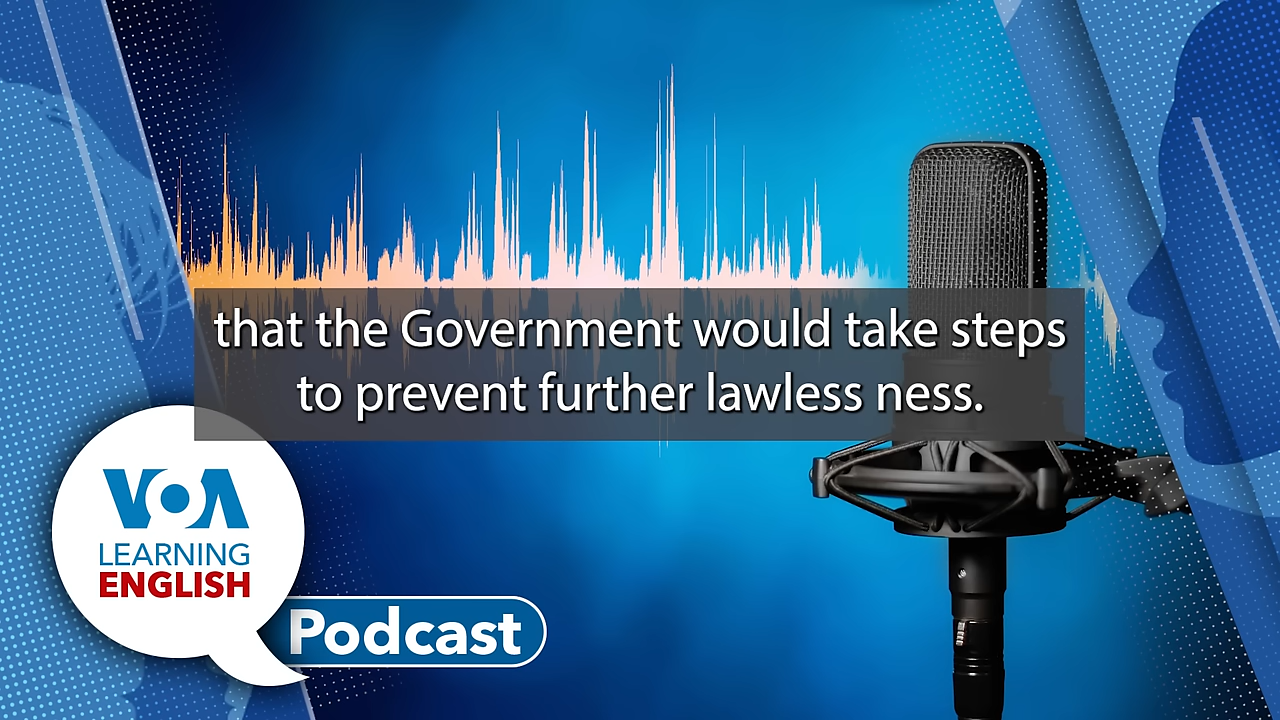 that the Government would take steps
to prevent further lawless ness.
VOA
LEARNING
ENGLISH
Podcast